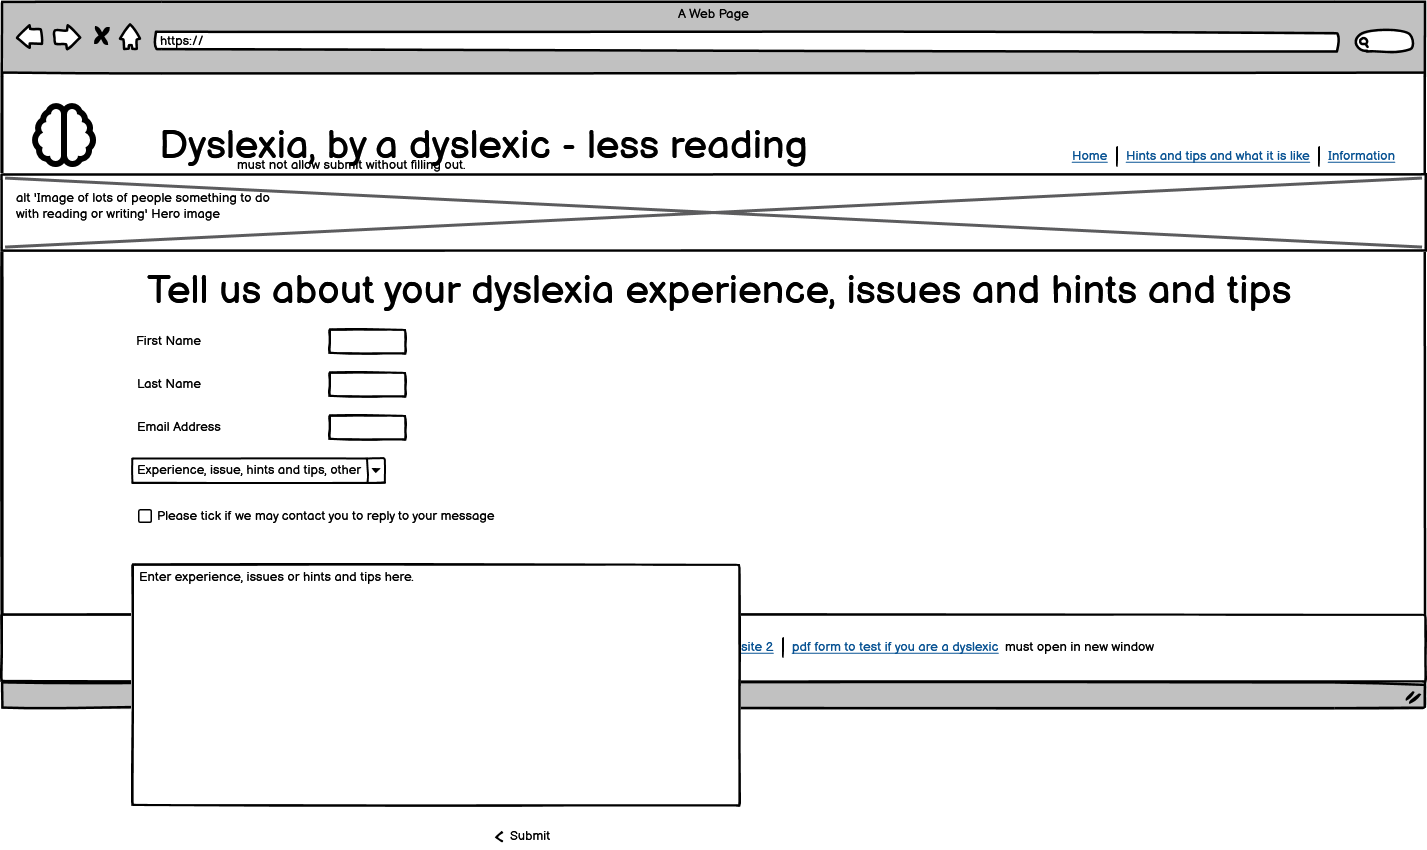 A Web Page
https://
Dyslexia, by a dyslexic - less reading
must not allow submit without filling out.
Home
Hints and tips and what it is like
Information
alt 'Image of lots of people something to do
with reading or writing' Hero image
Tell us about your dyslexia experience, issues and hints and tips
First Name
Last Name
Email Address
Experience, issue, hints and tips, other
Please tick if we may contact you to reply to your message
Enter experience, issues or hints and tips here.
site 2
pdf form to test if you are a dyslexic
must open in new window
Submit